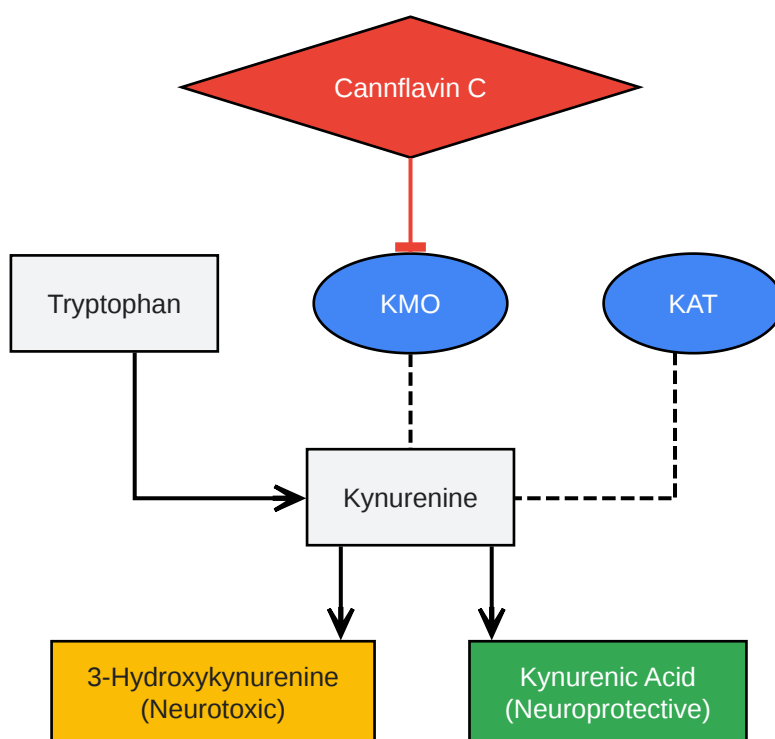 Cannflavin C
Tryptophan
KMO
KAT
Kynurenine
3-Hydroxykynurenine
(Neurotoxic)
Kynurenic Acid
(Neuroprotective)